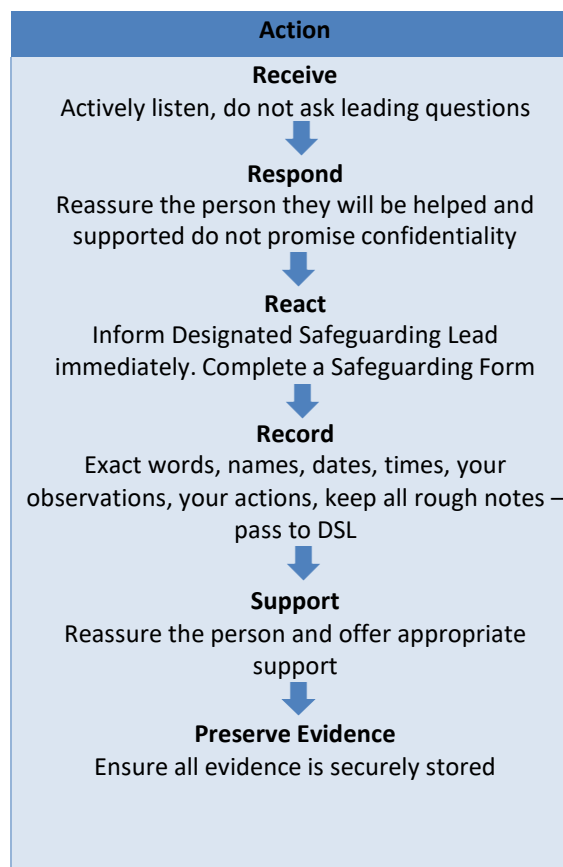 Action
Receive
Actively listen, do not ask leading questions
Respond
Reassure the person they will be helped and
supported do not promise confidentiality
React
Inform Designated Safeguarding Lead
immediately. Complete a Safeguarding Form
Record
Exact words, names, dates, times, your
observations, your actions, keep all rough notes –
pass to DSL
Support
Reassure the person and offer appropriate
support
Preserve Evidence
Ensure all evidence is securely stored